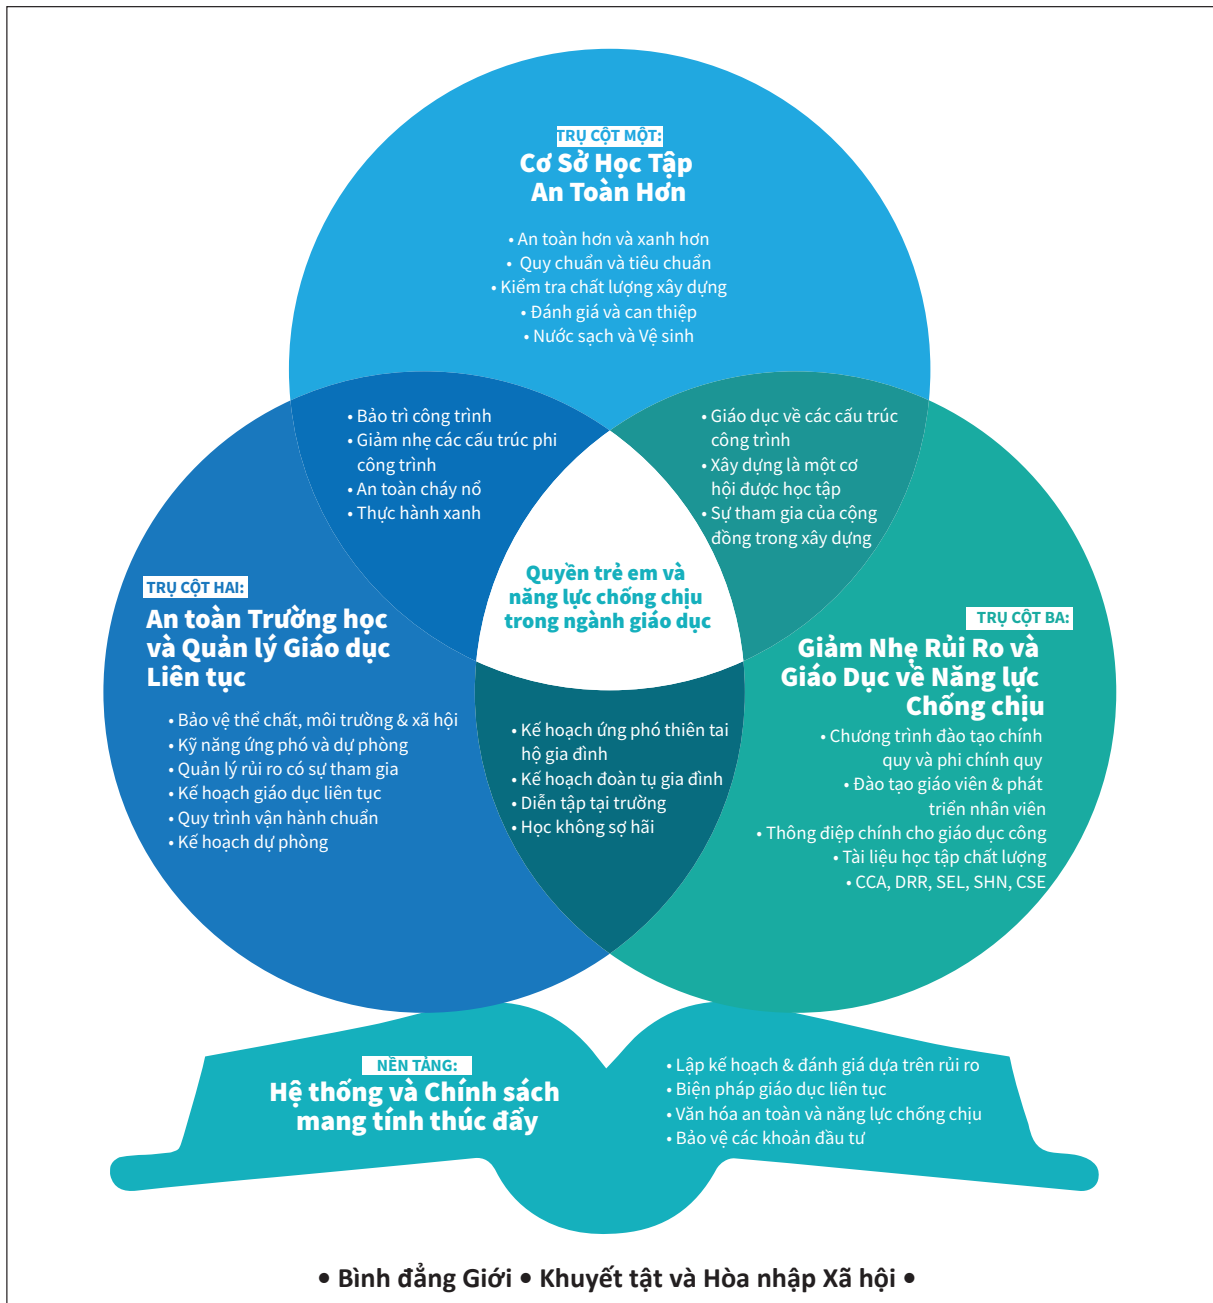 TRỤ CỘT MỘT:
Cơ Sở Học Tập
An Toàn Hơn
• An toàn hơn và xanh hơn
• Quy chuẩn và tiêu chuẩn
• Kiểm tra chất lượng xây dựng
• Đánh giá và can thiệp
• Nước sạch và Vệ sinh
• Bảo trì công trình
• Giảm nhẹ các cấu trúc phi
công trình
• An toàn cháy nổ
• Thực hành xanh
• Giáo dục về các cấu trúc
công trình
• Xây dựng là một cơ
hội được học tập
• Sự tham gia của cộng
đồng trong xây dựng
Quyền trẻ em và
năng lực chống chịu
trong ngành giáo dục
TRỤ CỘT HAI:
An toàn Trường học
và Quản lý Giáo dục
Liên tục
• Bảo vệ thể chất, môi trường & xã hội
• Kỹ năng ứng phó và dự phòng
• Quản lý rủi ro có sự tham gia
• Kế hoạch giáo dục liên tục
• Quy trình vận hành chuẩn
• Kế hoạch dự phòng
• Kế hoạch ứng phó thiên tai
hộ gia đình
• Kế hoạch đoàn tụ gia đình
• Diễn tập tại trường
• Học không sợ hãi
TRỤ CỘT BA:
Giảm Nhẹ Rủi Ro và
Giáo Dục về Năng lực
Chống chịu
• Chương trình đào tạo chính
quy và phi chính quy
• Đào tạo giáo viên & phát
triển nhân viên
• Thông điệp chính cho giáo dục công
• Tài liệu học tập chất lượng
• CCA, DRR, SEL, SHN, CSE
NỀN TẢNG:
Hệ thống và Chính sách
mang tính thúc đẩy
• Lập kế hoạch & đánh giá dựa trên rủi ro
• Biện pháp giáo dục liên tục
• Văn hóa an toàn và năng lực chống chịu
• Bảo vệ các khoản đầu tư
• Bình đẳng Giới • Khuyết tật và Hòa nhập Xã hội •